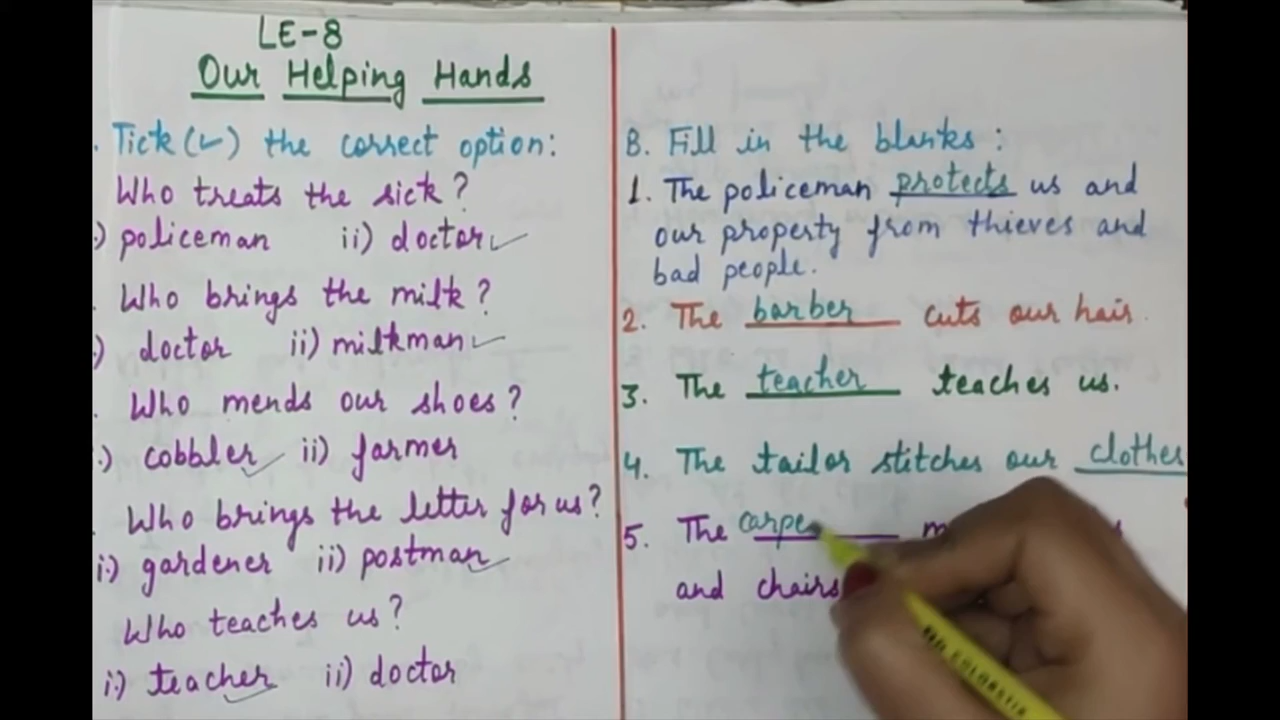 LE-8
Our Helping Hands
. Tick (✓) the correct option:
Who treats the sick?
.) policeman ii) doctor ✓
. Who brings the milk?
.) doctor ii) milkman ✓
. Who mends our shoes?
.) cobbler ✓ ii) farmer
. Who brings the letter for us?
i.) gardener ii) postman ✓
Who teaches us?
i.) teacher ✓ ii) doctor
B. Fill in the blanks:
1. The policeman protects us and
our property from thieves and
bad people.
2. The barber cuts our hair.
3. The teacher teaches us.
4. The tailor stitches our clothes
5. The carpe
and chairs
COLORSTIX